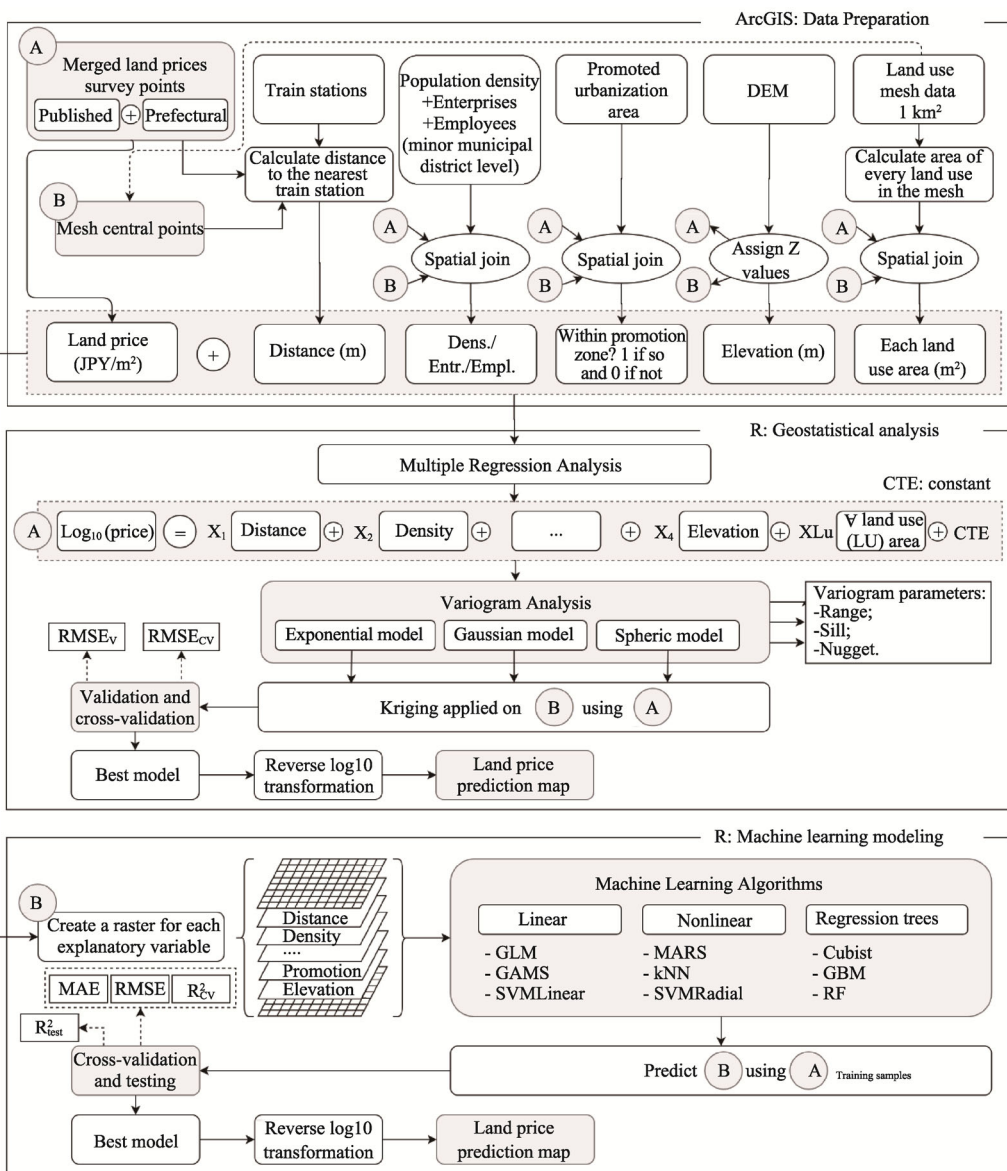 ArcGIS: Data Preparation
A
Merged land prices
survey points
Published + Prefectural
Train stations
Population density
+Enterprises
+Employees
(minor municipal
district level)
Promoted
urbanization
area
DEM
Land use
mesh data
1 km²
Calculate distance
to the nearest
train station
Calculate area of
every land use
in the mesh
B
Mesh central points
A
B
Spatial join
A
B
Spatial join
A
B
Assign Z
values
A
B
Spatial join
Land price
(JPY/m²)
+
Distance (m)
Dens./
Entr./Empl.
Within promotion
zone? 1 if so
and 0 if not
Elevation (m)
Each land
use area (m²)
R: Geostatistical analysis
Multiple Regression Analysis
CTE: constant
A Log₁₀ (price) = X₁ Distance + X₂ Density + ... + X₄ Elevation + XLu ∀ land use (LU) area + CTE
Variogram Analysis
Exponential model Gaussian model Spheric model
Variogram parameters:
-Range;
-Sill;
-Nugget.
RMSE_V RMSE_CV
Validation and
cross-validation
Kriging applied on B using A
Best model
Reverse log10
transformation
Land price
prediction map
R: Machine learning modeling
B
Create a raster for each
explanatory variable
Distance
Density
....
Promotion
Elevation
Machine Learning Algorithms
Linear
- GLM
- GAMS
- SVMLinear
Nonlinear
- MARS
- kNN
- SVMRadial
Regression trees
- Cubist
- GBM
- RF
MAE RMSE R²_CV
R²_test
Cross-validation
and testing
Predict B using A Training samples
Best model
Reverse log10
transformation
Land price
prediction map